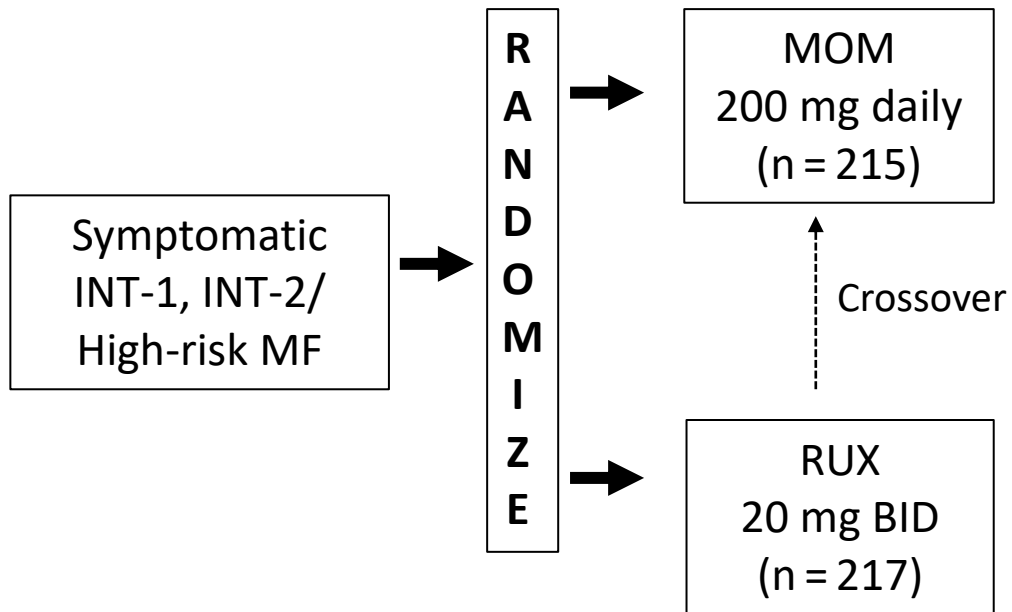 Symptomatic
INT-1, INT-2/
High-risk MF
R
A
N
D
O
M
I
Z
E
MOM
200 mg daily
(n = 215)
Crossover
RUX
20 mg BID
(n = 217)